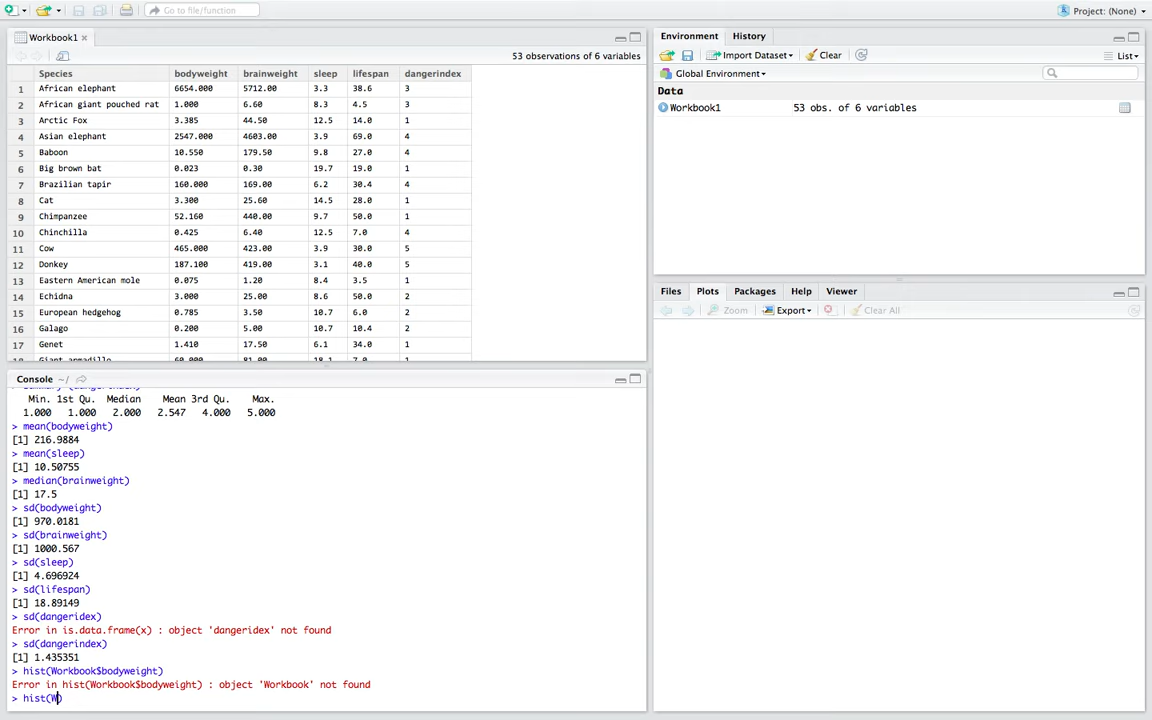 Go to file/function
Project: (None)
Workbook1
53 observations of 6 variables
Species bodyweight brainweight sleep lifespan dangerindex
1 African elephant 6654.000 5712.00 3.3 38.6 3
2 African giant pouched rat 1.000 6.60 8.3 4.5 3
3 Arctic Fox 3.385 44.50 12.5 14.0 1
4 Asian elephant 2547.000 4603.00 3.9 69.0 4
5 Baboon 10.550 179.50 9.8 27.0 4
6 Big brown bat 0.023 0.30 19.7 19.0 1
7 Brazilian tapir 160.000 169.00 6.2 30.4 4
8 Cat 3.300 25.60 14.5 28.0 1
9 Chimpanzee 52.160 440.00 9.7 50.0 1
10 Chinchilla 0.425 6.40 12.5 7.0 4
11 Cow 465.000 423.00 3.9 30.0 5
12 Donkey 187.100 419.00 3.1 40.0 5
13 Eastern American mole 0.075 1.20 8.4 3.5 1
14 Echidna 3.000 25.00 8.6 50.0 2
15 European hedgehog 0.785 3.50 10.7 6.0 2
16 Galago 0.200 5.00 10.7 10.4 2
17 Genet 1.410 17.50 6.1 34.0 1
18 Giant armadillo 60.000 81.00 18.1 7.0 1
Console ~/
> summary (dangerindex)
Min. 1st Qu. Median Mean 3rd Qu. Max.
1.000 1.000 2.000 2.547 4.000 5.000
> mean(bodyweight)
[1] 216.9884
> mean(sleep)
[1] 10.50755
> median(brainweight)
[1] 17.5
> sd(bodyweight)
[1] 970.0181
> sd(brainweight)
[1] 1000.567
> sd(sleep)
[1] 4.696924
> sd(lifespan)
[1] 18.89149
> sd(dangeridex)
Error in is.data.frame(x) : object 'dangeridex' not found
> sd(dangerindex)
[1] 1.435351
> hist(Workbook$bodyweight)
Error in hist(Workbook$bodyweight) : object 'Workbook' not found
> hist(W)
Environment History
Import Dataset Clear List
Global Environment
Data
Workbook1 53 obs. of 6 variables
Files Plots Packages Help Viewer
Zoom Export Clear All